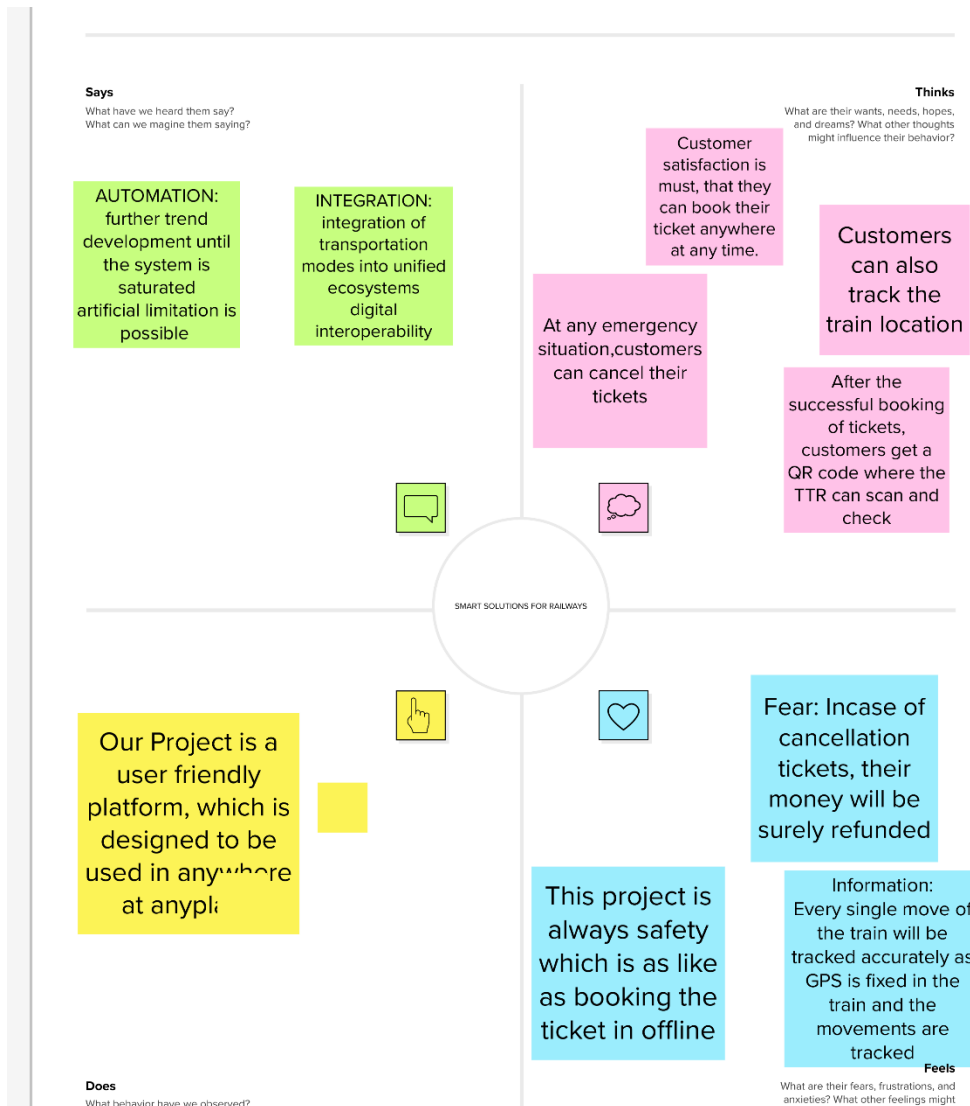 Says
What have we heard them say?
What can we magine them saying?
Thinks
What are their wants, needs, hopes,
and dreams? What other thoughts
might influence their behavior?
AUTOMATION:
further trend
development until
the system is
saturated
artificial limitation is
possible
INTEGRATION:
integration of
transportation
modes into unified
ecosystems
digital
interoperability
Customer
satisfaction is
must, that they
can book their
ticket anywhere
at any time.
Customers
can also
track the
train location
At any emergency
situation,customers
can cancel their
tickets
After the
successful booking
of tickets,
customers get a
QR code where the
TTR can scan and
check
SMART SOLUTIONS FOR RAILWAYS
Our Project is a
user friendly
platform, which is
designed to be
used in anywhere
at anypl
Fear: Incase of
cancellation
tickets, their
money will be
surely refunded
This project is
always safety
which is as like
as booking the
ticket in offline
Information:
Every single move of
the train will be
tracked accurately as
GPS is fixed in the
train and the
movements are
tracked
Does
What behavior have we observed?
Feels
What are their fears, frustrations, and
anxieties? What other feelings might